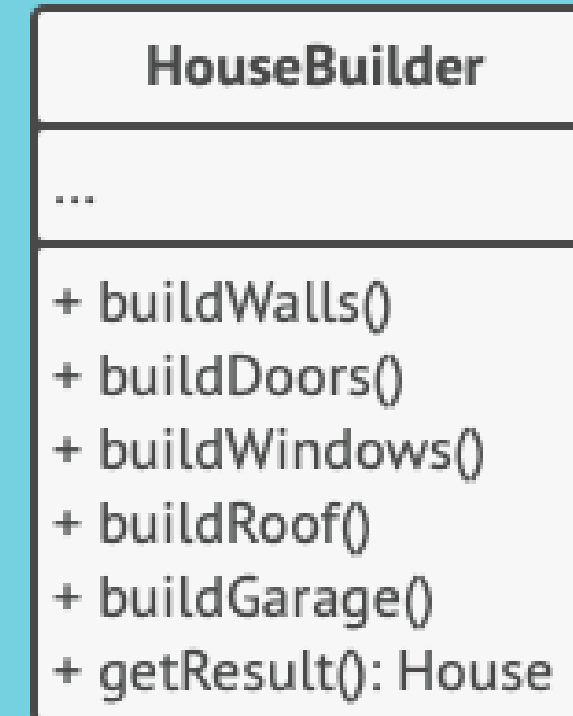 HouseBuilder
...
+ buildWalls()
+ buildDoors()
+ buildWindows()
+ buildRoof()
+ buildGarage()
+ getResult(): House